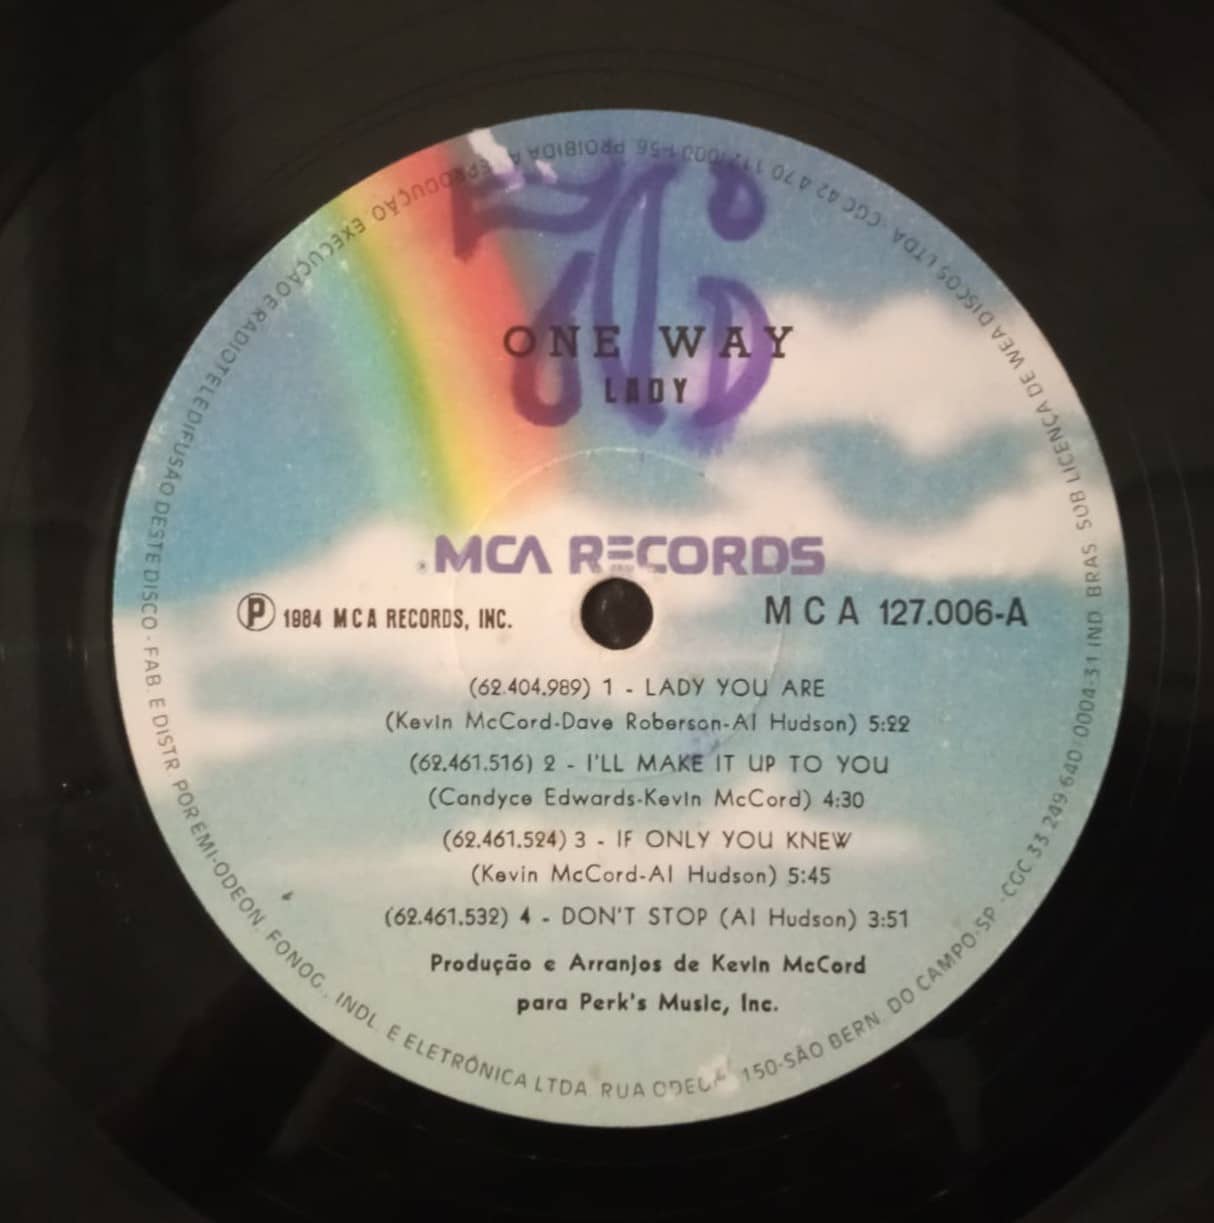 ONE WAY
LADY
MCA RECORDS
Ⓟ 1984 MCA RECORDS, INC.
MCA 127.006-A
(62.404.989) 1 - LADY YOU ARE
(Kevin McCord-Dave Roberson-Al Hudson) 5:22
(62.461.516) 2 - I'LL MAKE IT UP TO YOU
(Candyce Edwards-Kevin McCord) 4:30
(62.461.524) 3 - IF ONLY YOU KNEW
(Kevin McCord-Al Hudson) 5:45
(62.461.532) 4 - DON'T STOP (Al Hudson) 3:51
Produção e Arranjos de Kevin McCord
para Perk's Music, Inc.
FAB. E DISTR. POR EMI-ODEON. FONOG., INDL. E ELETRÔNICA LTDA. RUA 150-SÃO BERN. DO CAMPO-SP.-CGC 33 249 640/0004-31 IND BRAS. SOB LICENÇA DE WEA DISCOS LTDA. CGC 42 470 PROIBIDA A REPRODUÇÃO, EXECUÇÃO E RADIOTELEDIFUSÃO DESTE DISCO -